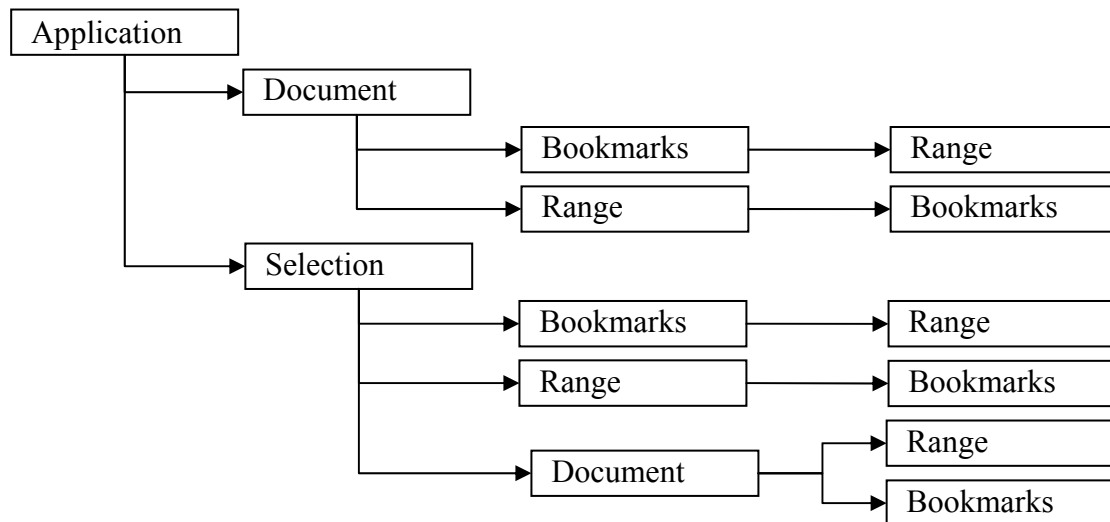 Application
Document
Bookmarks Range
Range Bookmarks
Selection
Bookmarks Range
Range Bookmarks
Range
Document
Bookmarks